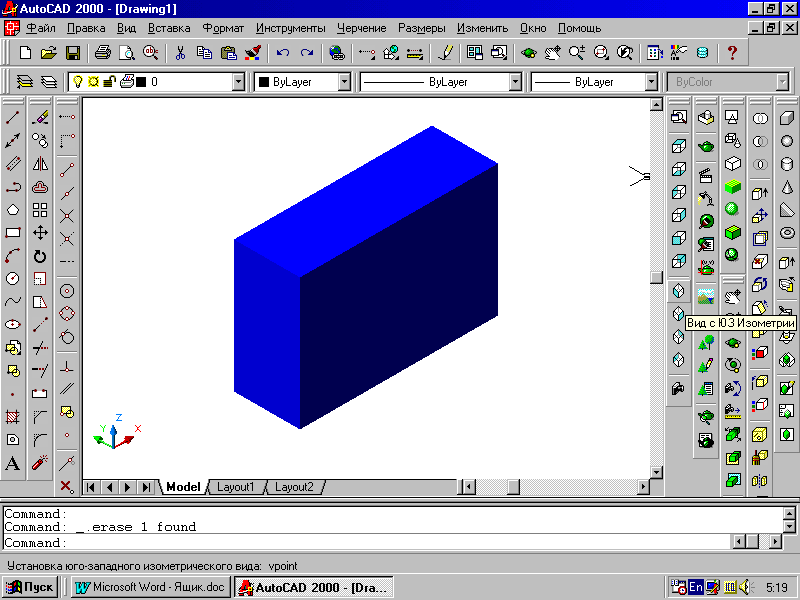 AutoCAD 2000 - [Drawing1]
Файл Правка Вид Вставка Формат Инструменты Черчение Размеры Изменить Окно Помощь
0 ByLayer ByLayer ByLayer ByColor
Вид с ЮЗ Изометрии
Z
Y X
A
Model Layout1 Layout2
Command:
Command: _.erase 1 found
Command:
Установка юго-западного изометрического вида: vpoint
Пуск Microsoft Word - Ящик.doc AutoCAD 2000 - [Dra... En 5:19